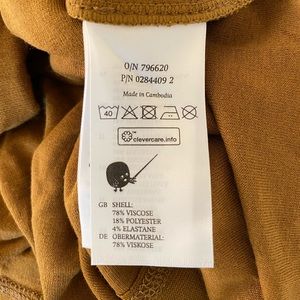 O/N 796620
P/N 0284409 2
Made in Cambodia
40
clevercare.info
GB SHELL:
78% VISCOSE
18% POLYESTER
4% ELASTANE
DE OBERMATERIAL:
78% VISKOSE